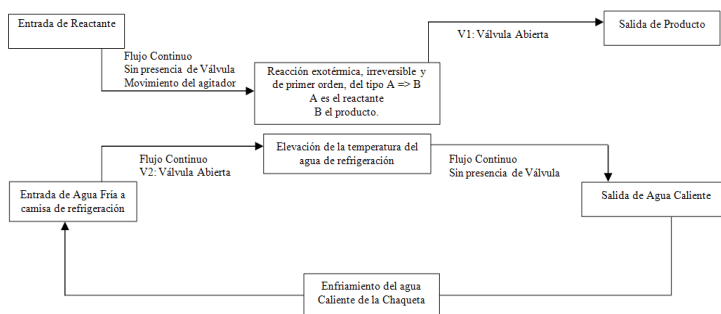 Entrada de Reactante
Flujo Continuo
Sin presencia de Válvula
Movimiento del agitador
Reacción exotérmica, irreversible y
de primer orden, del tipo A => B
A es el reactante
B el producto.
V1: Válvula Abierta
Salida de Producto
Elevación de la temperatura del
agua de refrigeración
Flujo Continuo
V2: Válvula Abierta
Flujo Continuo
Sin presencia de Válvula
Entrada de Agua Fría a
camisa de refrigeración
Salida de Agua Caliente
Enfriamiento del agua
Caliente de la Chaqueta